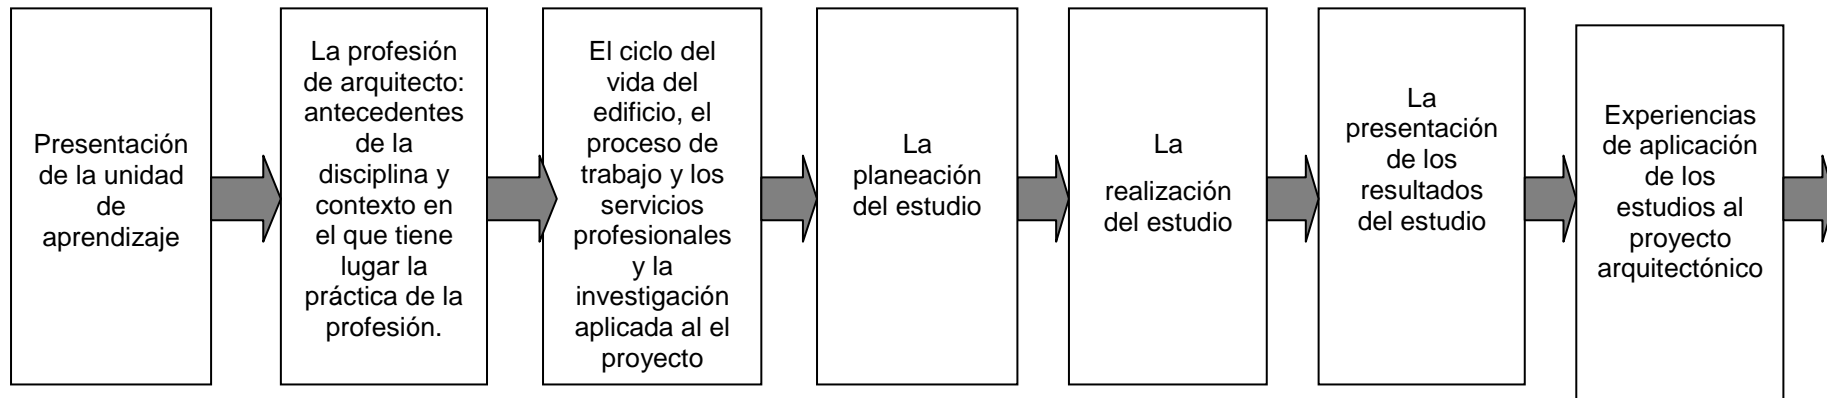 Presentación
de la unidad
de
aprendizaje
La profesión
de arquitecto:
antecedentes
de la
disciplina y
contexto en
el que tiene
lugar la
práctica de la
profesión.
El ciclo del
vida del
edificio, el
proceso de
trabajo y los
servicios
profesionales
y la
investigación
aplicada al el
proyecto
La
planeación
del estudio
La
realización
del estudio
La
presentación
de los
resultados
del estudio
Experiencias
de aplicación
de los
estudios al
proyecto
arquitectónico